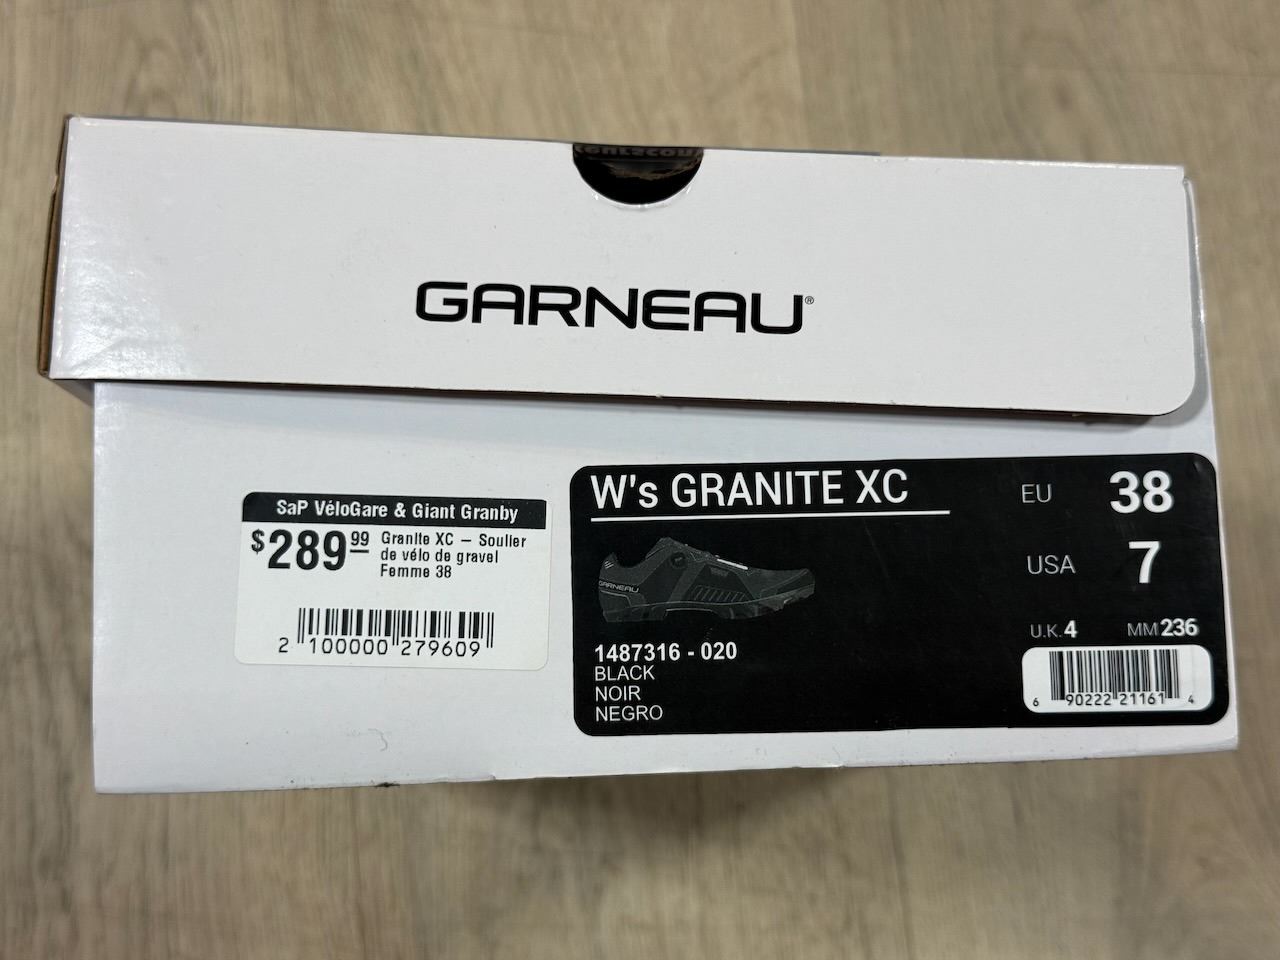 GARNEAU®
SaP VéloGare & Giant Granby
$289 99
Granite XC – Soulier
de vélo de gravel
Femme 38
2 100000 279609
W's GRANITE XC
GARNEAU
1487316 - 020
BLACK
NOIR
NEGRO
EU 38
USA 7
U.K. 4 MM 236
6 90222 21161 4